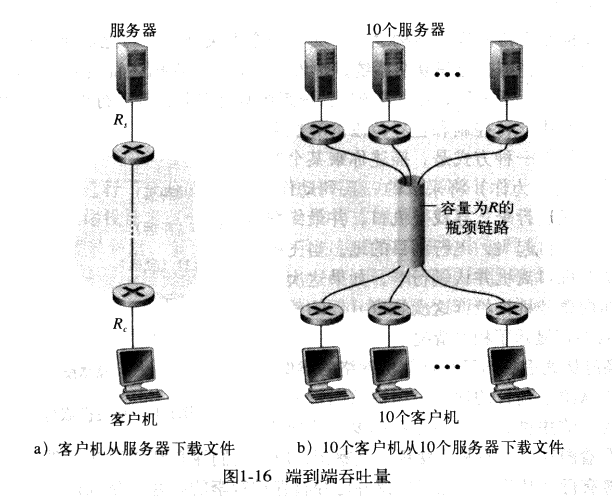 服务器
10个服务器
Rs
容量为R的
瓶颈链路
Rc
客户机
10个客户机
a）客户机从服务器下载文件
b）10个客户机从10个服务器下载文件
图1-16 端到端吞吐量